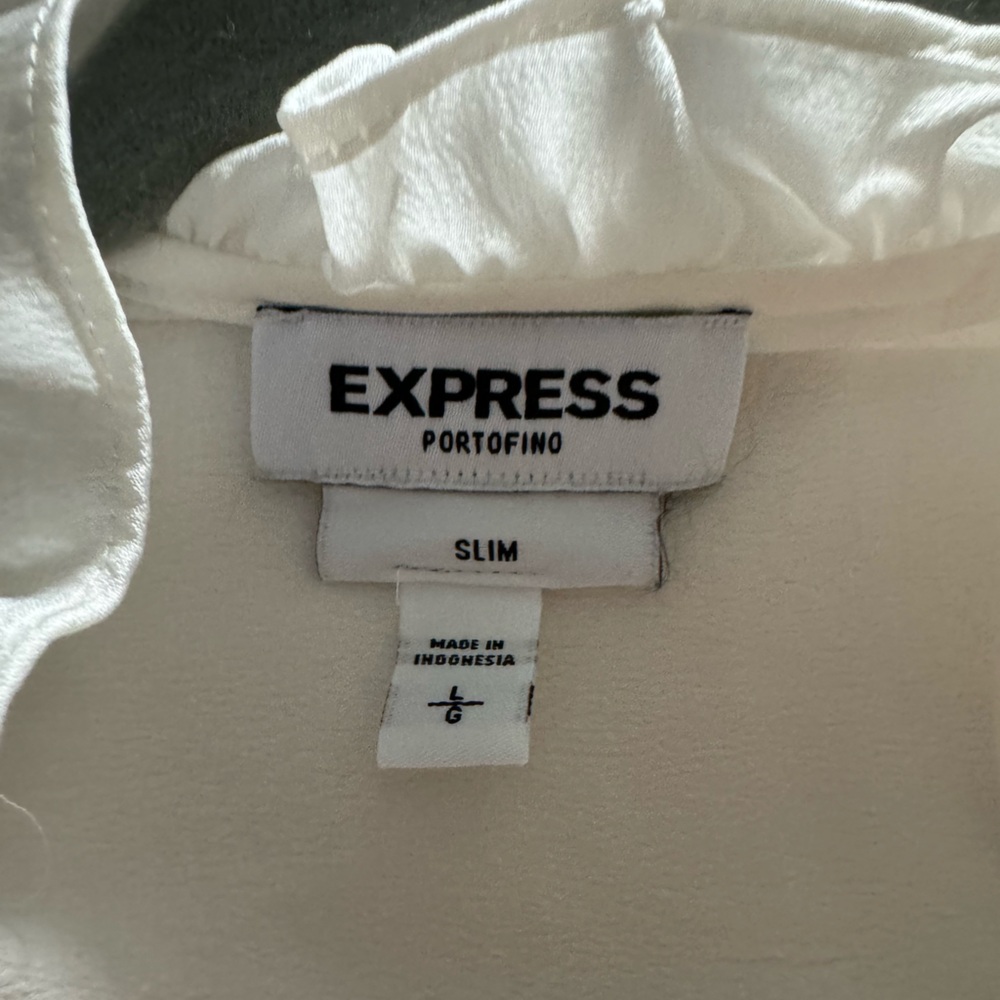 EXPRESS
PORTOFINO
SLIM
MADE IN
INDONESIA
L
G